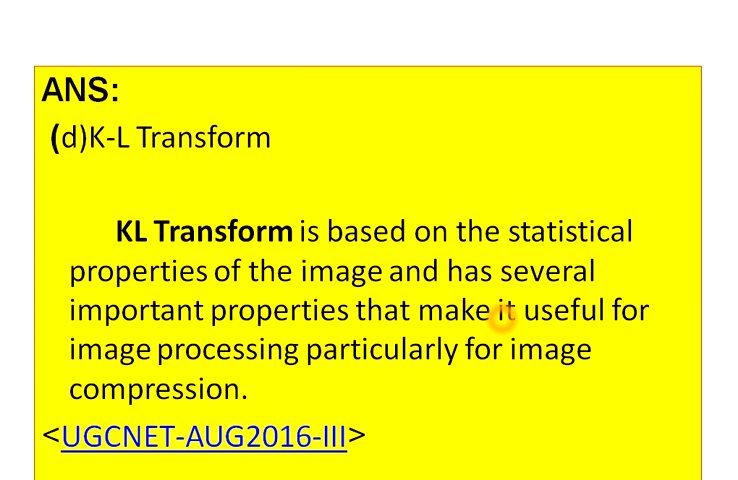 ANS:
(d)K-L Transform
KL Transform is based on the statistical
properties of the image and has several
important properties that make it useful for
image processing particularly for image
compression.
<UGCNET-AUG2016-III>